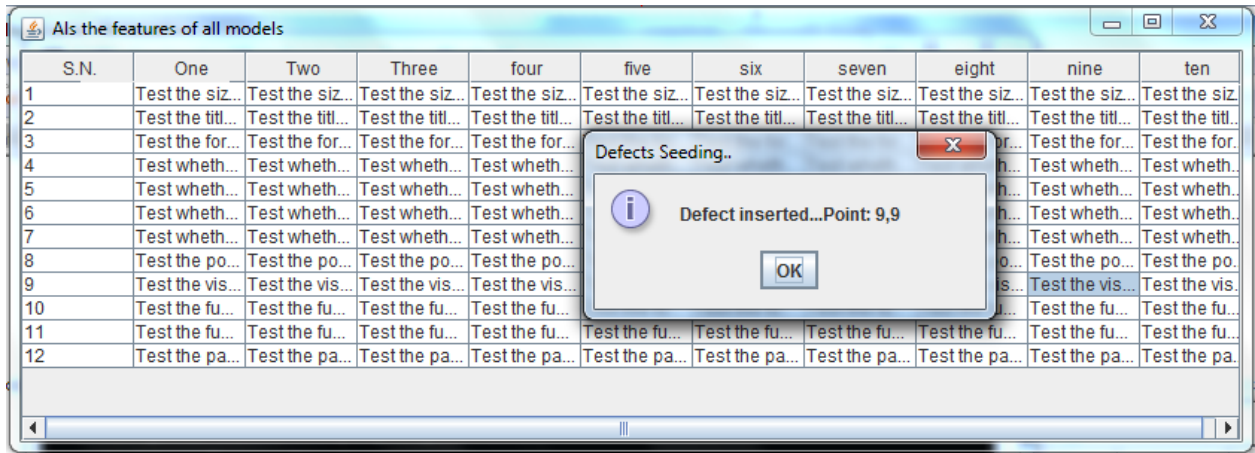 Als the features of all models
S.N. One Two Three four five six seven eight nine ten
1 Test the siz... Test the siz... Test the siz... Test the siz... Test the siz... Test the siz... Test the siz... Test the siz... Test the siz... Test the siz.
2 Test the titl... Test the titl... Test the titl... Test the titl... Test the titl... Test the titl... Test the titl... Test the titl... Test the titl... Test the titl..
3 Test the for... Test the for... Test the for... Test the for... Test the for... Test the for.
4 Test wheth... Test wheth... Test wheth... Test wheth... Test wheth... Test wheth..
5 Test wheth... Test wheth... Test wheth... Test wheth... Test wheth... Test wheth..
6 Test wheth... Test wheth... Test wheth... Test wheth... Test wheth... Test wheth..
7 Test wheth... Test wheth... Test wheth... Test wheth... Test wheth... Test wheth..
8 Test the po... Test the po... Test the po... Test the po... Test the po... Test the po.
9 Test the vis... Test the vis... Test the vis... Test the vis... Test the vis... Test the vis.
10 Test the fu... Test the fu... Test the fu... Test the fu... Test the fu... Test the fu...
11 Test the fu... Test the fu... Test the fu... Test the fu... Test the fu... Test the fu... Test the fu... Test the fu... Test the fu... Test the fu...
12 Test the pa... Test the pa... Test the pa... Test the pa... Test the pa... Test the pa... Test the pa... Test the pa... Test the pa... Test the pa.
Defects Seeding..
Defect inserted...Point: 9,9
OK